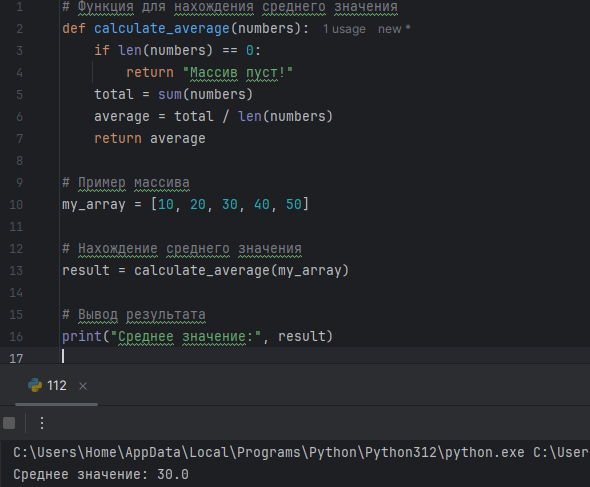 1 # Функция для нахождения среднего значения
2 def calculate_average(numbers): 1 usage new *
3 if len(numbers) == 0:
4 return "Массив пуст!"
5 total = sum(numbers)
6 average = total / len(numbers)
7 return average
8
9 # Пример массива
10 my_array = [10, 20, 30, 40, 50]
11
12 # Нахождение среднего значения
13 result = calculate_average(my_array)
14
15 # Вывод результата
16 print("Среднее значение:", result)
17
112
C:\Users\Home\AppData\Local\Programs\Python\Python312\python.exe C:\User
Среднее значение: 30.0